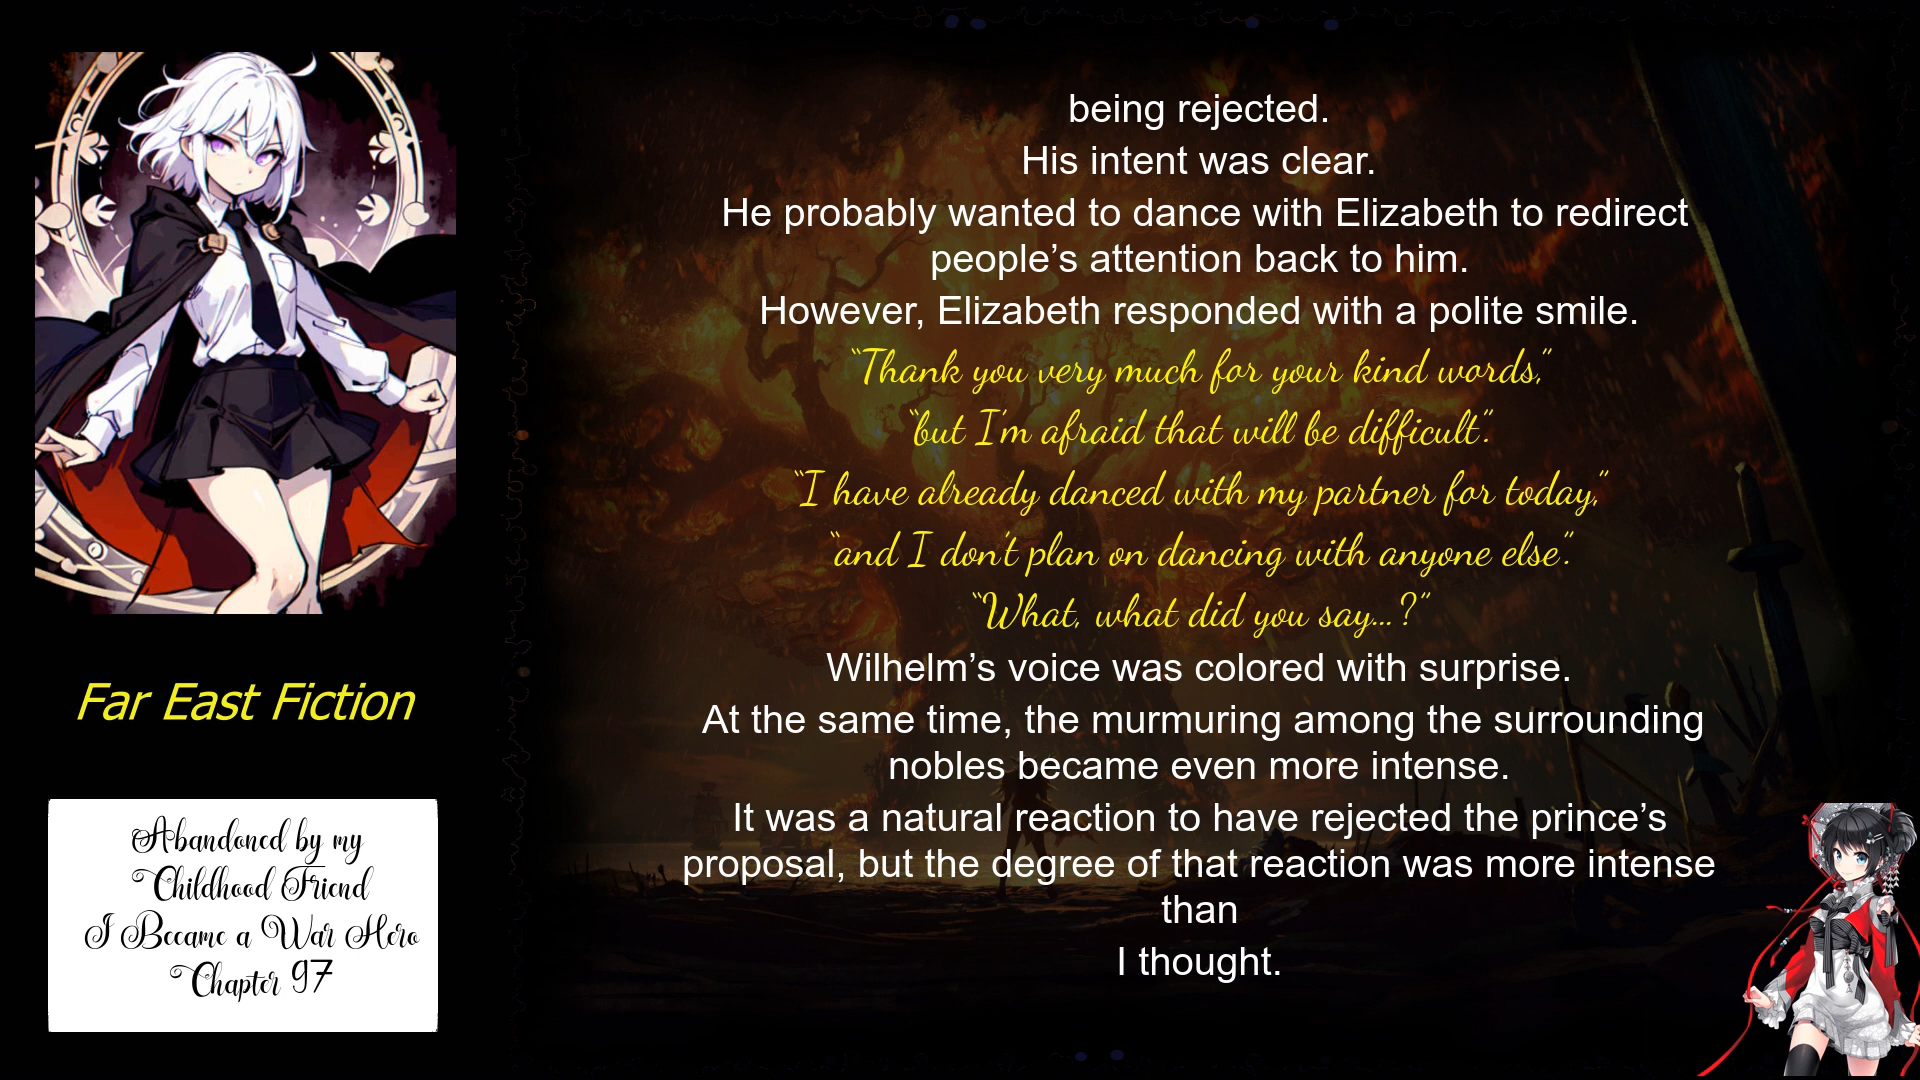 being rejected.
His intent was clear.
He probably wanted to dance with Elizabeth to redirect
people’s attention back to him.
However, Elizabeth responded with a polite smile.
“Thank you very much for your kind words,”
“but I’m afraid that will be difficult”.
“I have already danced with my partner for today,”
“and I don’t plan on dancing with anyone else”.
“What, what did you say…?”
Wilhelm’s voice was colored with surprise.
At the same time, the murmuring among the surrounding
nobles became even more intense.
It was a natural reaction to have rejected the prince’s
proposal, but the degree of that reaction was more intense
than
I thought.
Far East Fiction
Abandoned by my
Childhood Friend
I Became a War Hero
Chapter 97